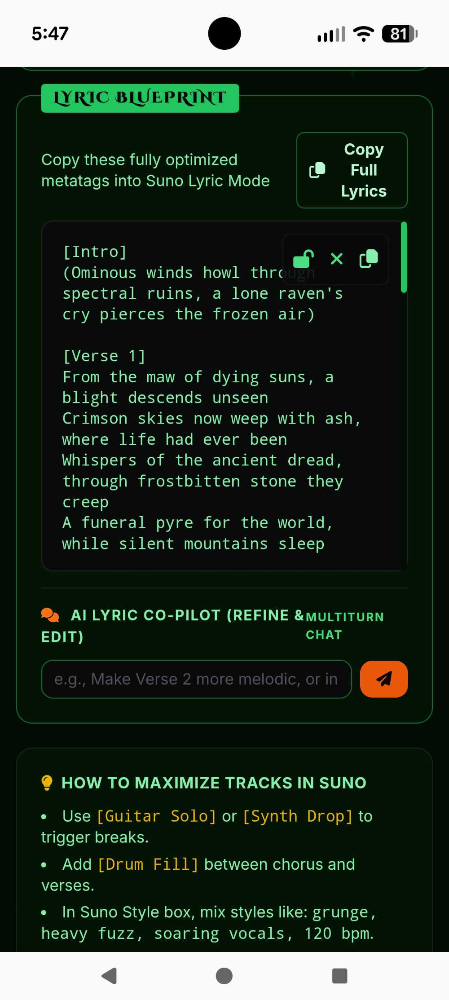 5:47
81
LYRIC BLUEPRINT
Copy these fully optimized
metatags into Suno Lyric Mode
Copy
Full
Lyrics
[Intro]
(Ominous winds howl through
spectral ruins, a lone raven's
cry pierces the frozen air)
[Verse 1]
From the maw of dying suns, a
blight descends unseen
Crimson skies now weep with ash,
where life had ever been
Whispers of the ancient dread,
through frostbitten stone they
creep
A funeral pyre for the world,
while silent mountains sleep
AI LYRIC CO-PILOT (REFINE &
EDIT)
MULTITURN
CHAT
e.g., Make Verse 2 more melodic, or in
HOW TO MAXIMIZE TRACKS IN SUNO
• Use [Guitar Solo] or [Synth Drop] to
trigger breaks.
• Add [Drum Fill] between chorus and
verses.
• In Suno Style box, mix styles like: grunge,
heavy fuzz, soaring vocals, 120 bpm.